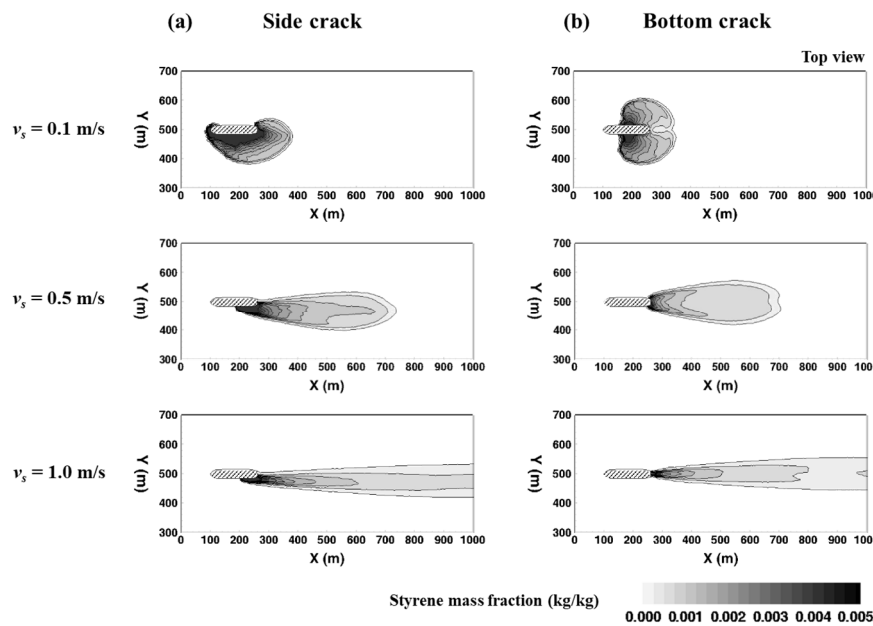 (a) Side crack (b) Bottom crack
Top view
vs = 0.1 m/s
700
600
500
400
300
Y (m)
0 100 200 300 400 500 600 700 800 900 1000
X (m)
700
600
500
400
300
Y (m)
0 100 200 300 400 500 600 700 800 900 1000
X (m)
vs = 0.5 m/s
700
600
500
400
300
Y (m)
0 100 200 300 400 500 600 700 800 900 1000
X (m)
700
600
500
400
300
Y (m)
0 100 200 300 400 500 600 700 800 900 1000
X (m)
vs = 1.0 m/s
700
600
500
400
300
Y (m)
0 100 200 300 400 500 600 700 800 900 1000
X (m)
700
600
500
400
300
Y (m)
0 100 200 300 400 500 600 700 800 900 1000
X (m)
Styrene mass fraction (kg/kg)
0.000 0.001 0.002 0.003 0.004 0.005